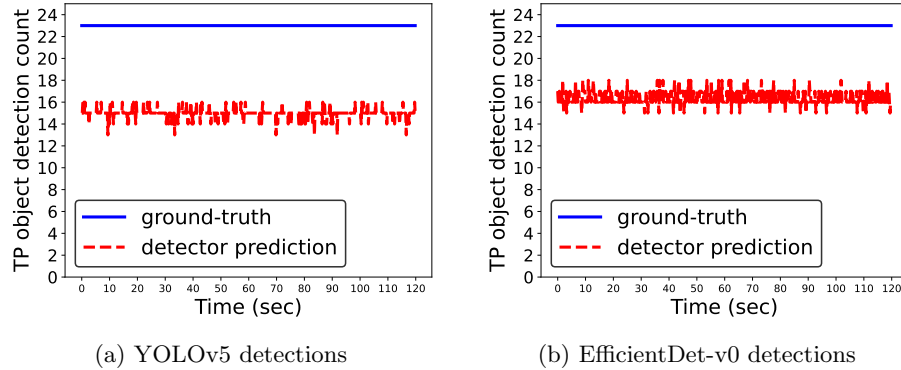 TP object detection count
24
22
20
18
16
14
12
10
8
6
4
2
0
ground-truth
detector prediction
0 10 20 30 40 50 60 70 80 90 100 110 120
Time (sec)
(a) YOLOv5 detections
TP object detection count
24
22
20
18
16
14
12
10
8
6
4
2
0
ground-truth
detector prediction
0 10 20 30 40 50 60 70 80 90 100 110 120
Time (sec)
(b) EfficientDet-v0 detections